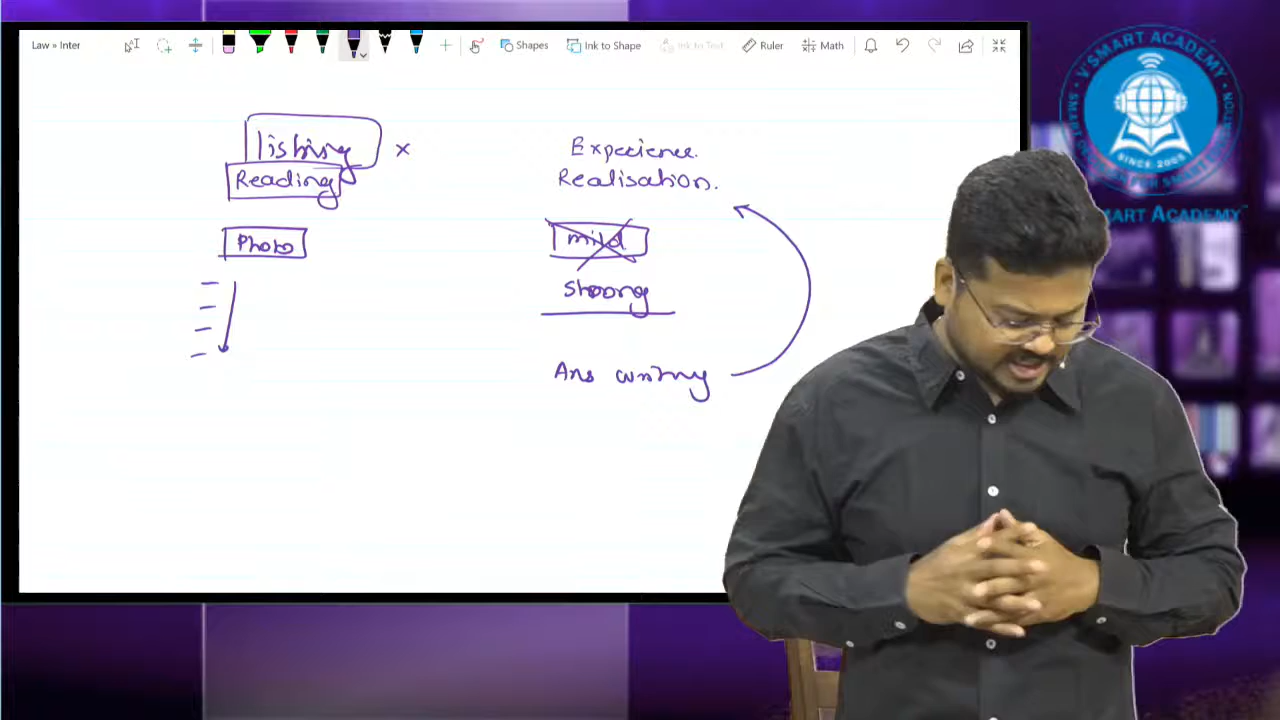 Law » Inter
Shapes
Ink to Shape
Ink to Text
Ruler
Math
listing x
Reading
Photo
Experience.
Realisation.
mild
strong
Ans writing
V'SMART ACADEMY
SINCE 2005
SMART ACADEMY